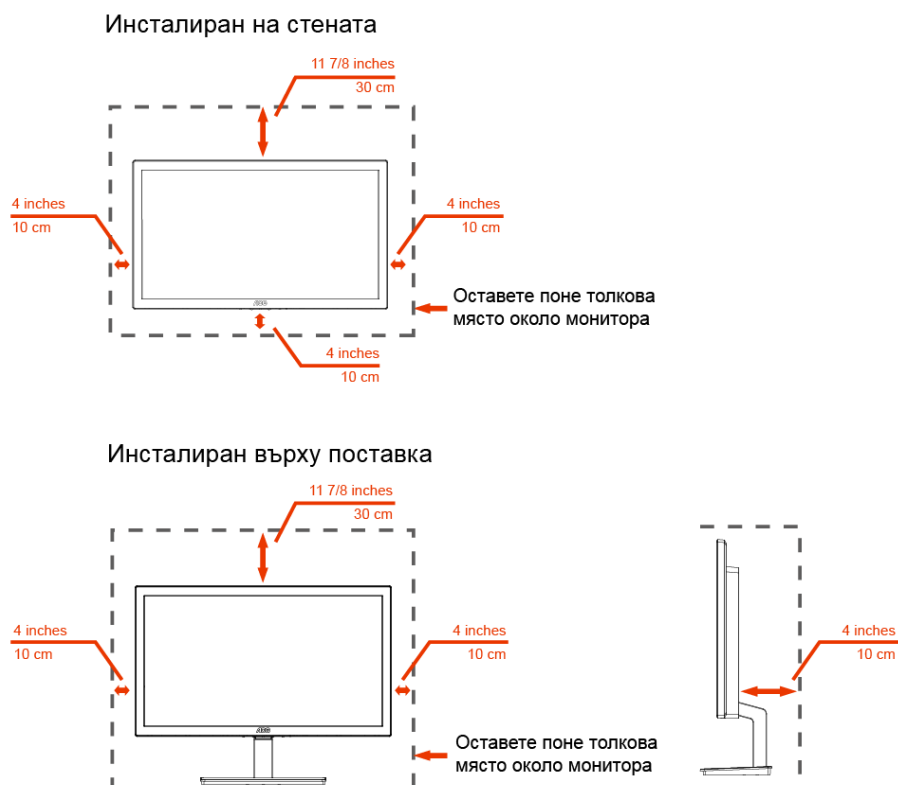 Инсталиран на стената
11 7/8 inches
30 cm
4 inches
10 cm
4 inches
10 cm
AOC
Оставете поне толкова
място около монитора
4 inches
10 cm
Инсталиран върху поставка
11 7/8 inches
30 cm
4 inches
10 cm
4 inches
10 cm
4 inches
10 cm
AOC
Оставете поне толкова
място около монитора